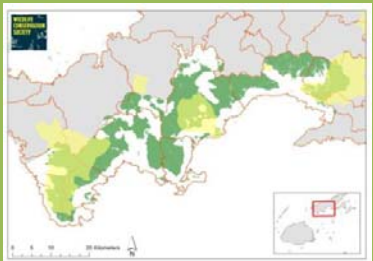 WILDLIFE
CONSERVATION
SOCIETY
0 5 10 20 Kilometers
N